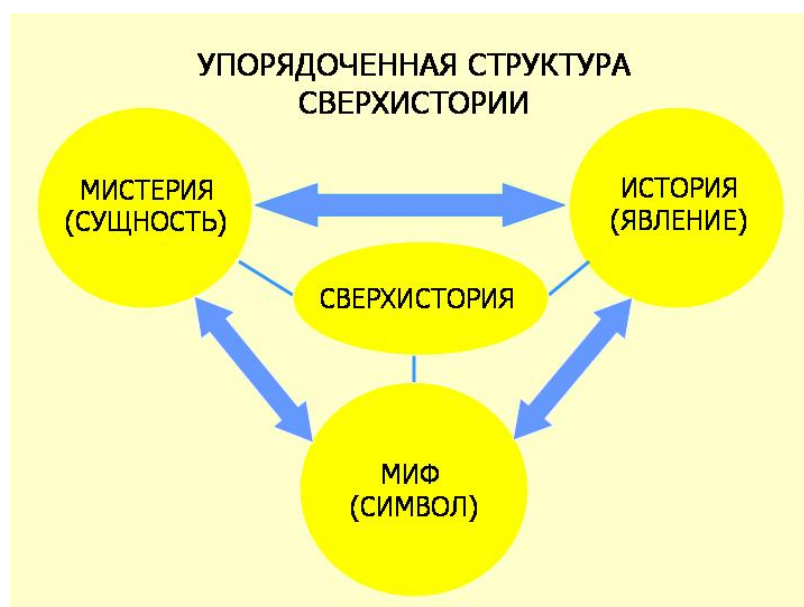 УПОРЯДОЧЕННАЯ СТРУКТУРА
СВЕРХИСТОРИИ
МИСТЕРИЯ
(СУЩНОСТЬ)
ИСТОРИЯ
(ЯВЛЕНИЕ)
СВЕРХИСТОРИЯ
МИФ
(СИМВОЛ)